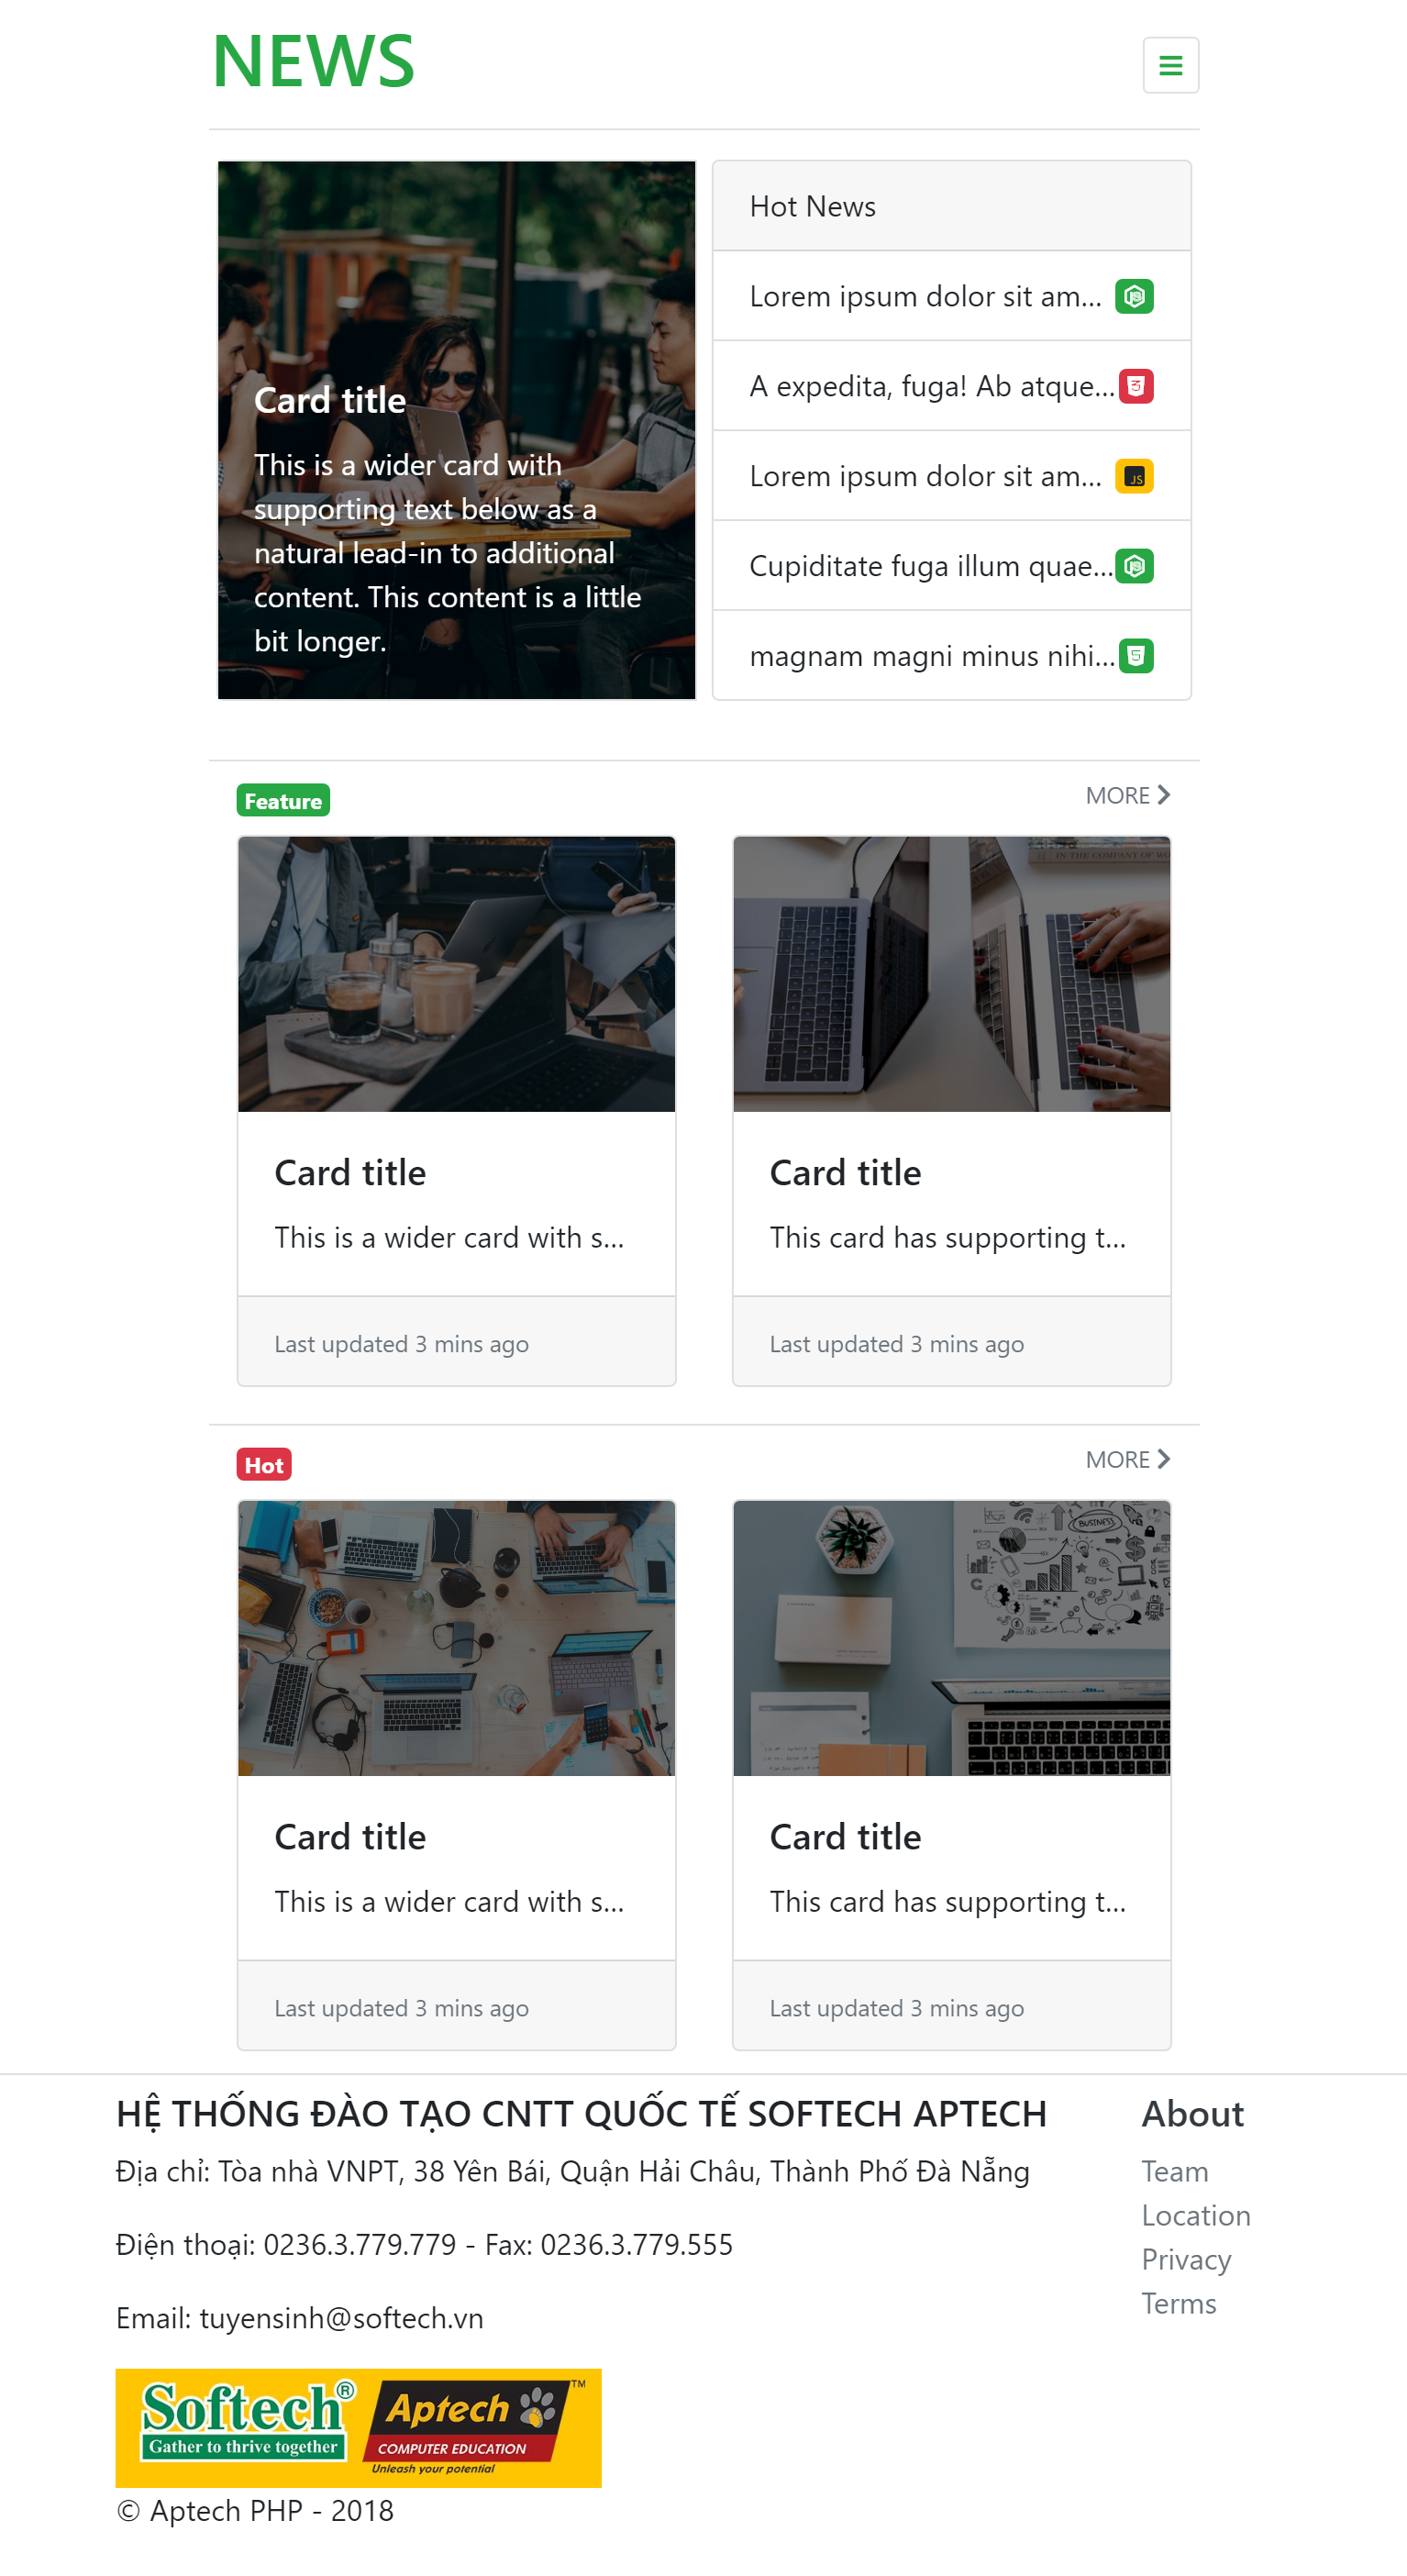 NEWS
Card title
This is a wider card with
supporting text below as a
natural lead-in to additional
content. This content is a little
bit longer.
Hot News
Lorem ipsum dolor sit am...
A expedita, fuga! Ab atque...
Lorem ipsum dolor sit am...
JS
Cupiditate fuga illum quae...
magnam magni minus nihi...
Feature
MORE
IN THE COMPANY OF WO
Card title
This is a wider card with s...
Last updated 3 mins ago
Card title
This card has supporting t...
Last updated 3 mins ago
Hot
MORE
BUSINESS
Card title
This is a wider card with s...
Last updated 3 mins ago
Card title
This card has supporting t...
Last updated 3 mins ago
HỆ THỐNG ĐÀO TẠO CNTT QUỐC TẾ SOFTECH APTECH
Địa chỉ: Tòa nhà VNPT, 38 Yên Bái, Quận Hải Châu, Thành Phố Đà Nẵng
Điện thoại: 0236.3.779.779 - Fax: 0236.3.779.555
Email: tuyensinh@softech.vn
Softech®
Gather to thrive together
Aptech™
COMPUTER EDUCATION
Unleash your potential
© Aptech PHP - 2018
About
Team
Location
Privacy
Terms